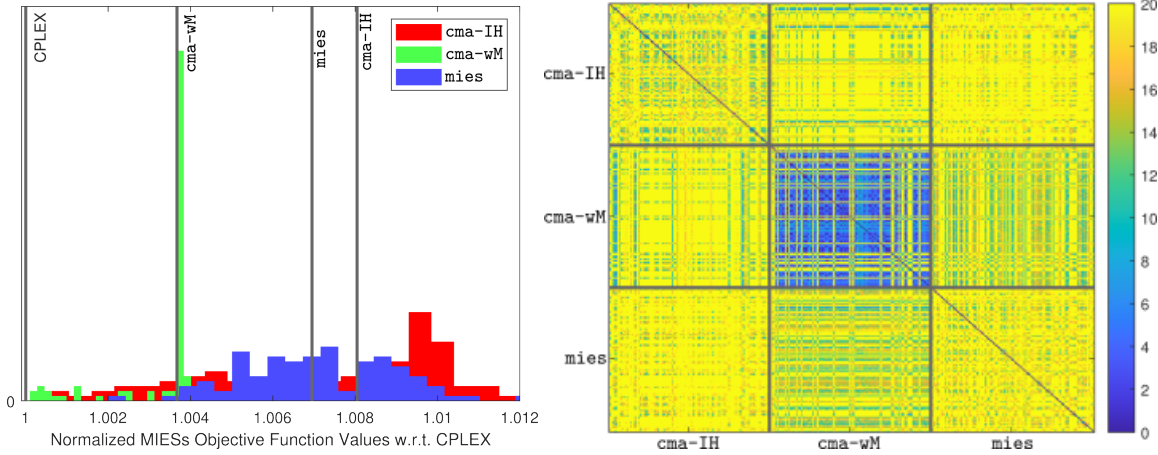 CPLEX
cma-wM
mies
cma-IH
cma-IH
cma-wM
mies
0
1
1.002
1.004
1.006
1.008
1.01
1.012
Normalized MIESs Objective Function Values w.r.t. CPLEX
cma-IH
cma-wM
mies
cma-IH
cma-wM
mies
20
18
16
14
12
10
8
6
4
2
0